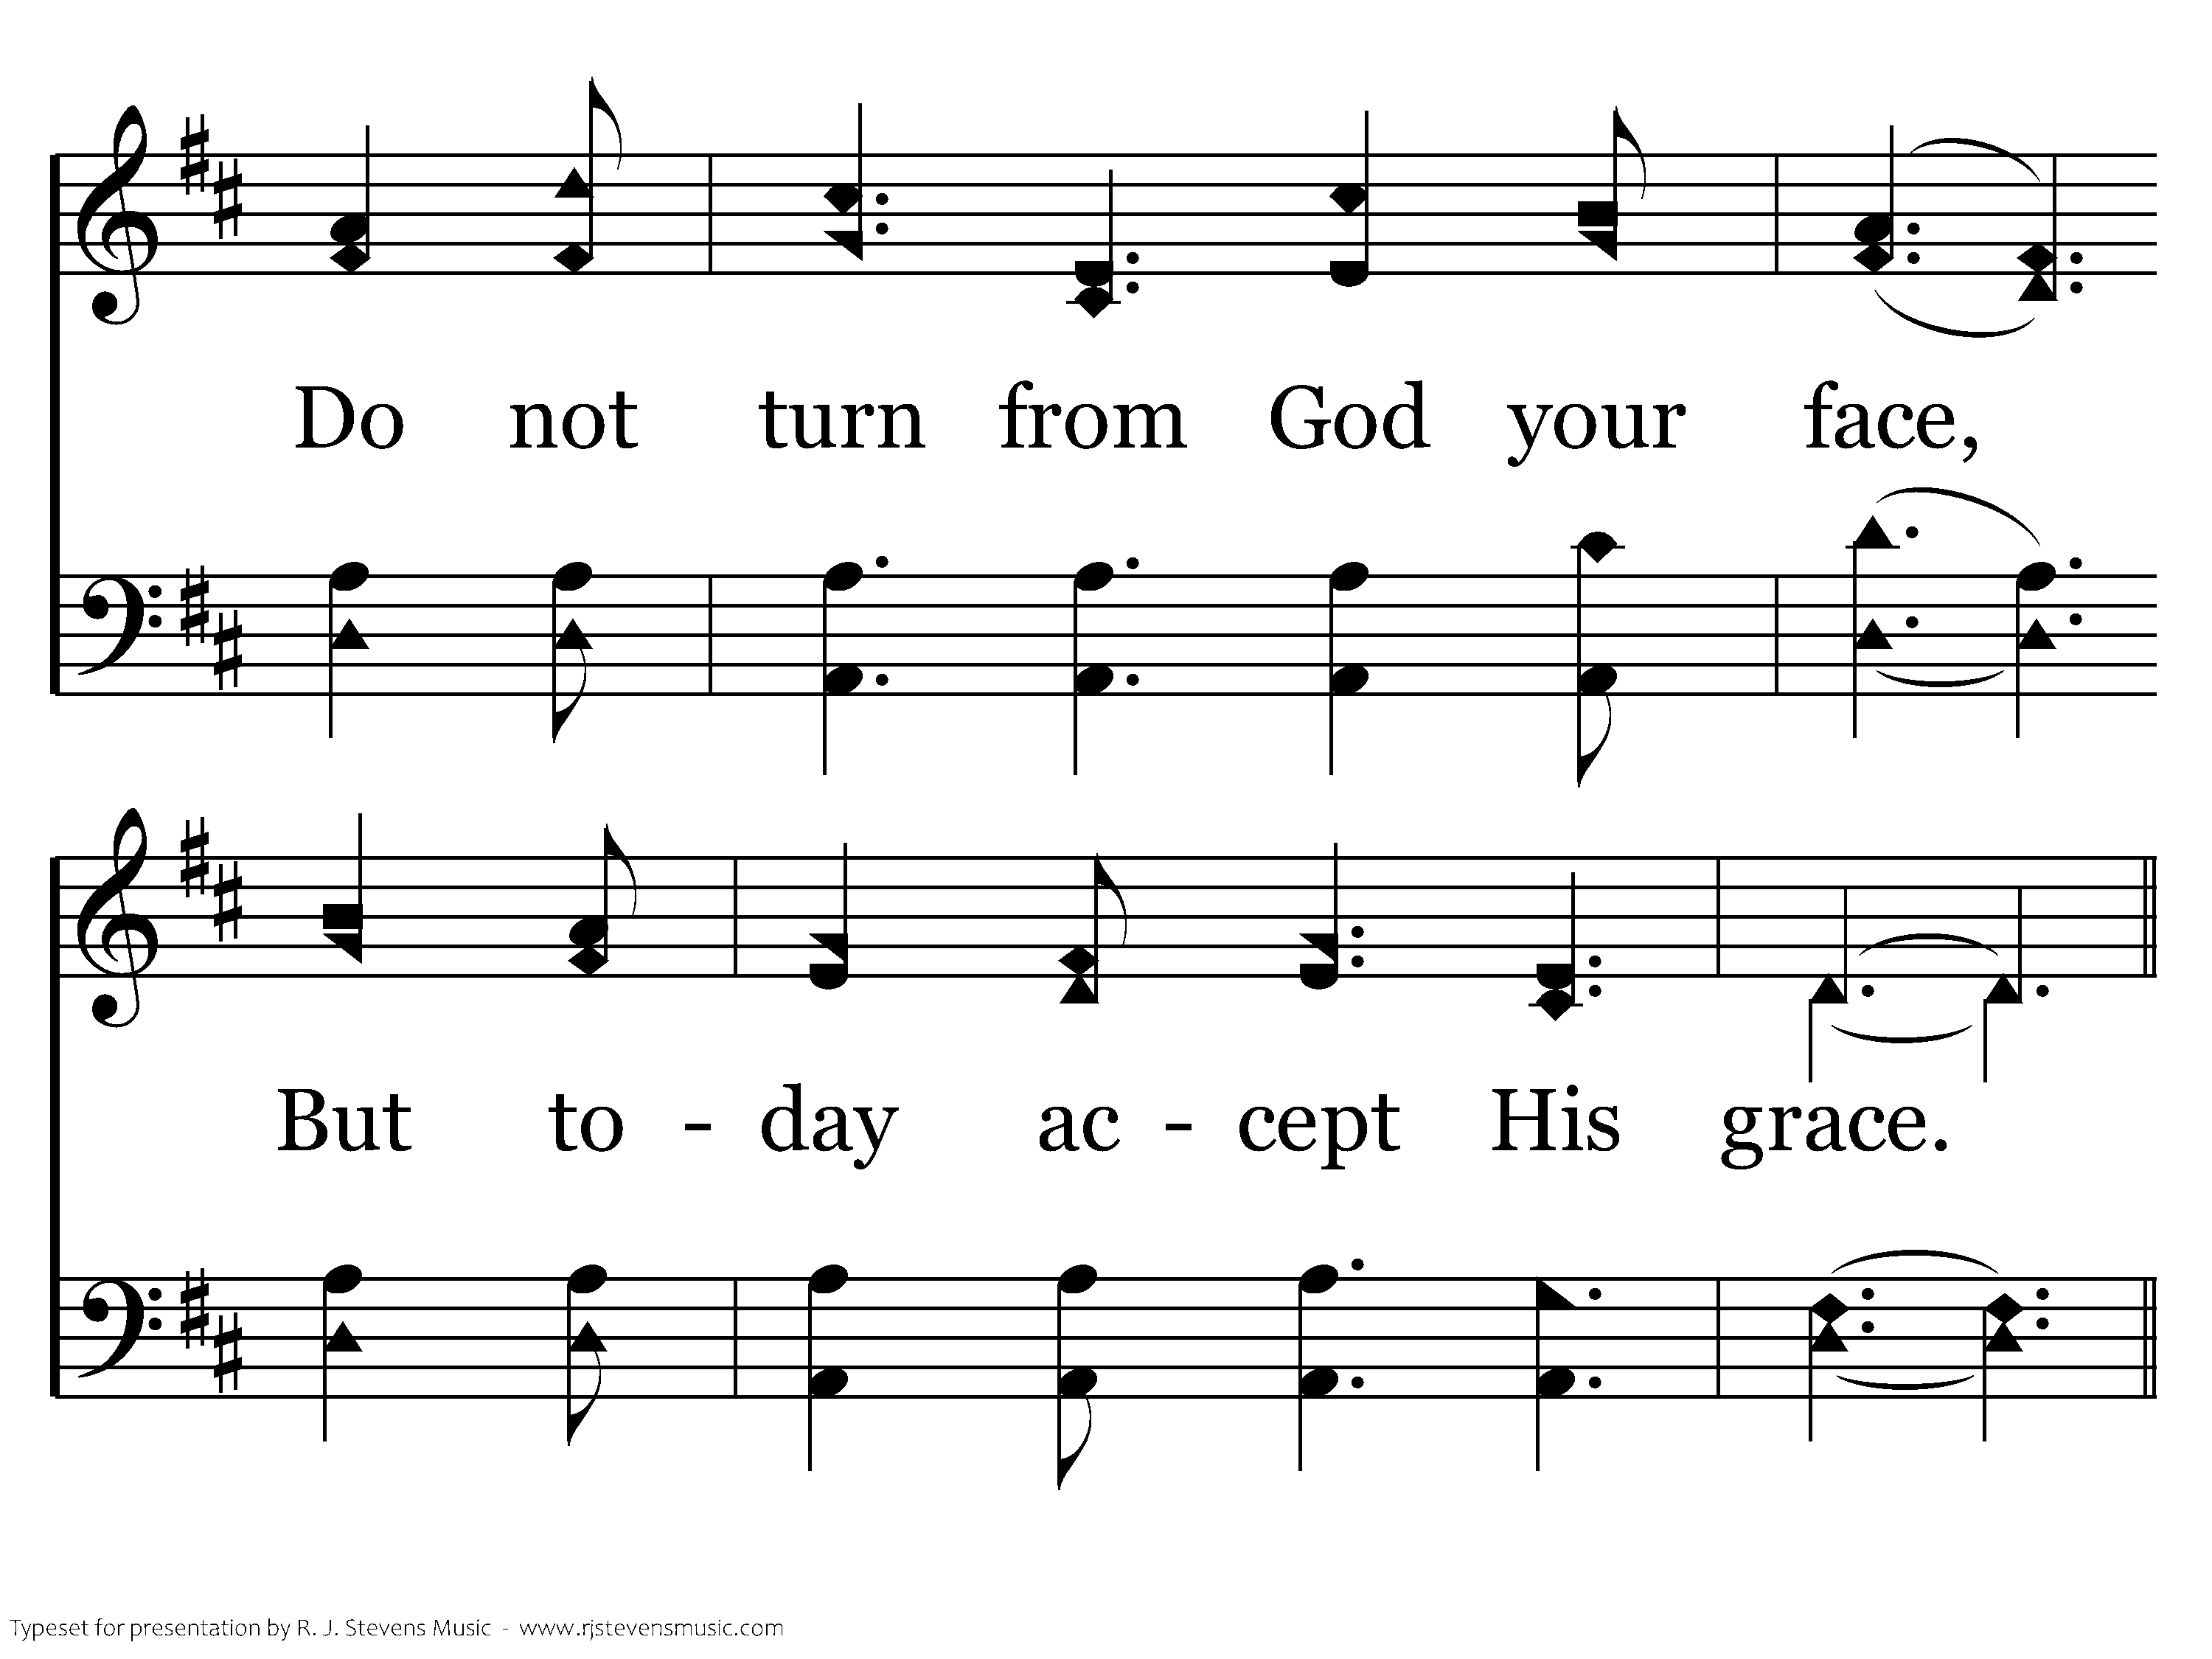 Do not turn from God your face,
But to - day ac - cept His grace.
Typeset for presentation by R. J. Stevens Music - www.rjstevensmusic.com